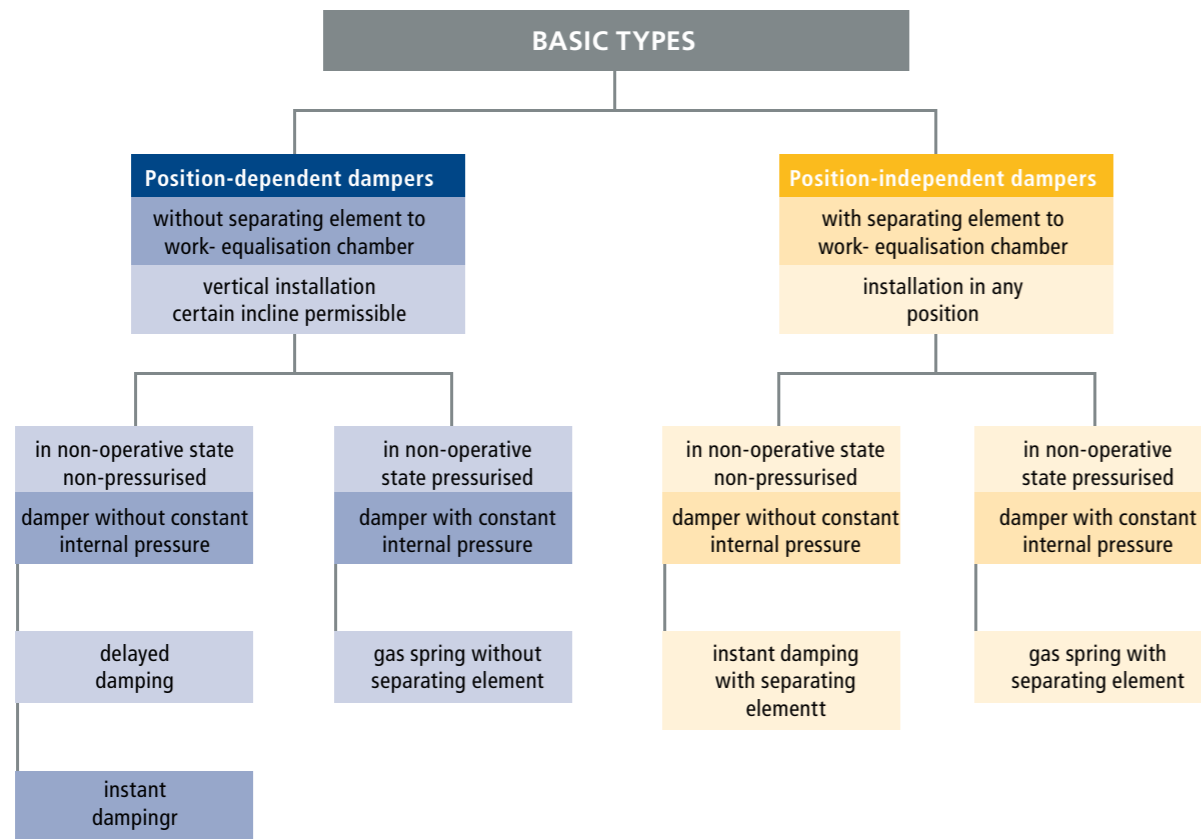 BASIC TYPES
Position-dependent dampers
without separating element to
work- equalisation chamber
vertical installation
certain incline permissible
Position-independent dampers
with separating element to
work- equalisation chamber
installation in any
position
in non-operative state
non-pressurised
damper without constant
internal pressure
delayed
damping
instant
dampingr
in non-operative
state pressurised
damper with constant
internal pressure
gas spring without
separating element
in non-operative state
non-pressurised
damper without constant
internal pressure
instant damping
with separating
elementt
in non-operative
state pressurised
damper with constant
internal pressure
gas spring with
separating element